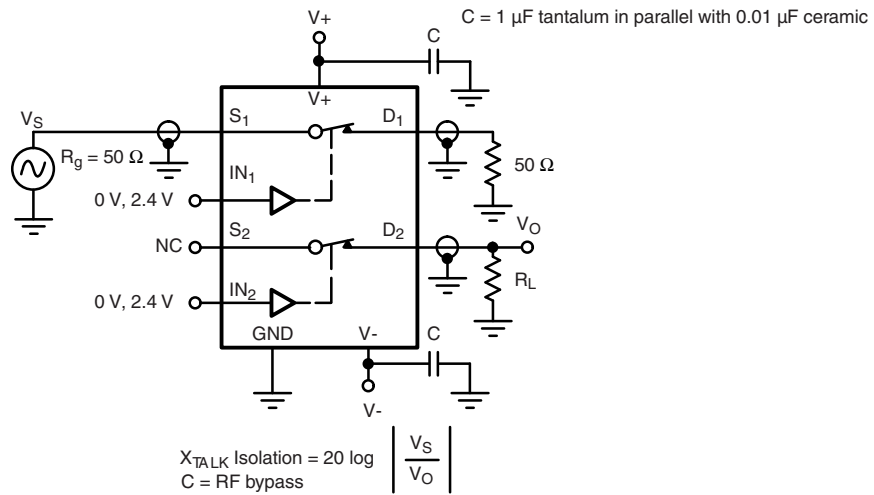 V+
C = 1 µF tantalum in parallel with 0.01 µF ceramic
C
V+
VS
S1
D1
Rg = 50 Ω
50 Ω
IN1
0 V, 2.4 V
S2
D2
VO
NC
RL
IN2
0 V, 2.4 V
GND
V-
C
V-
XTALK Isolation = 20 log | VS / VO |
C = RF bypass